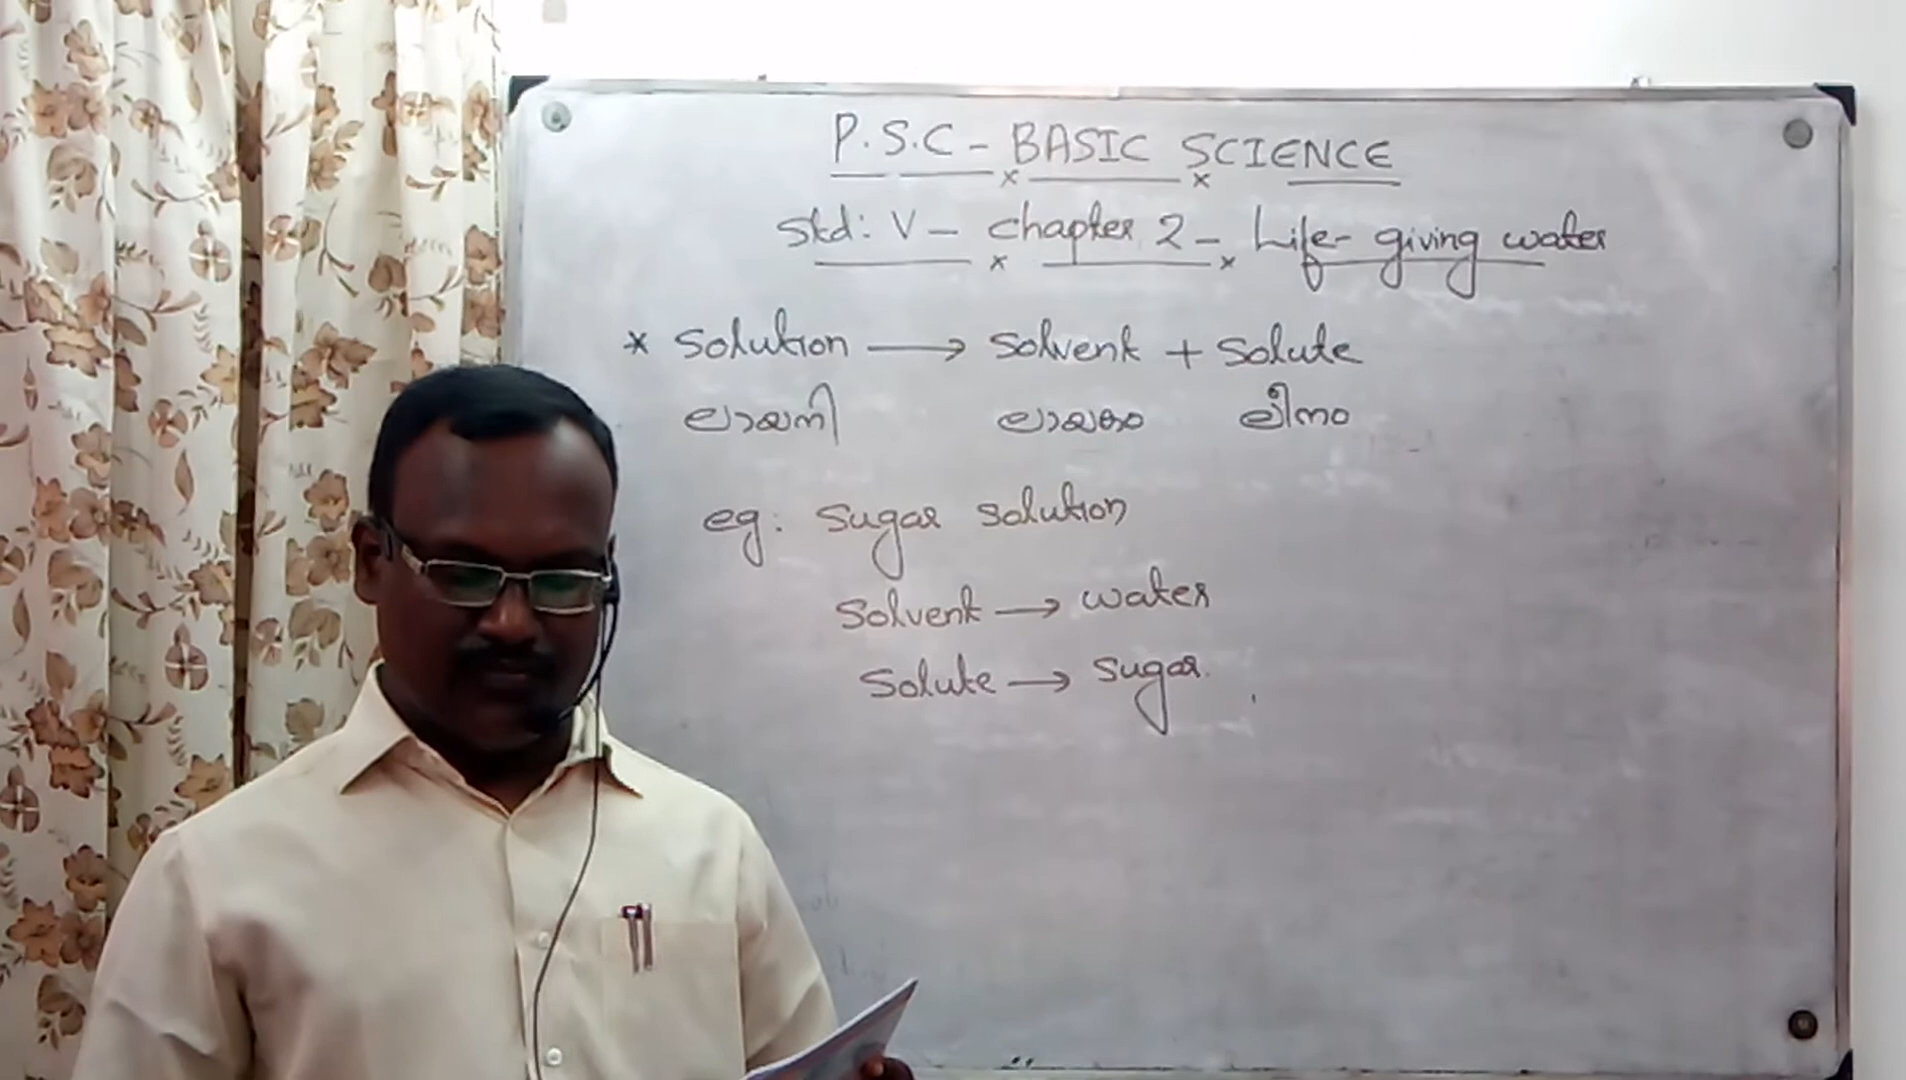 P.S.C - BASIC SCIENCE
Std: V - chapter 2 - Life-giving water
* Solution → Solvent + Solute
ലായനി ലായകം ലീനം
eg: Sugar solution
Solvent → water
Solute → Sugar.